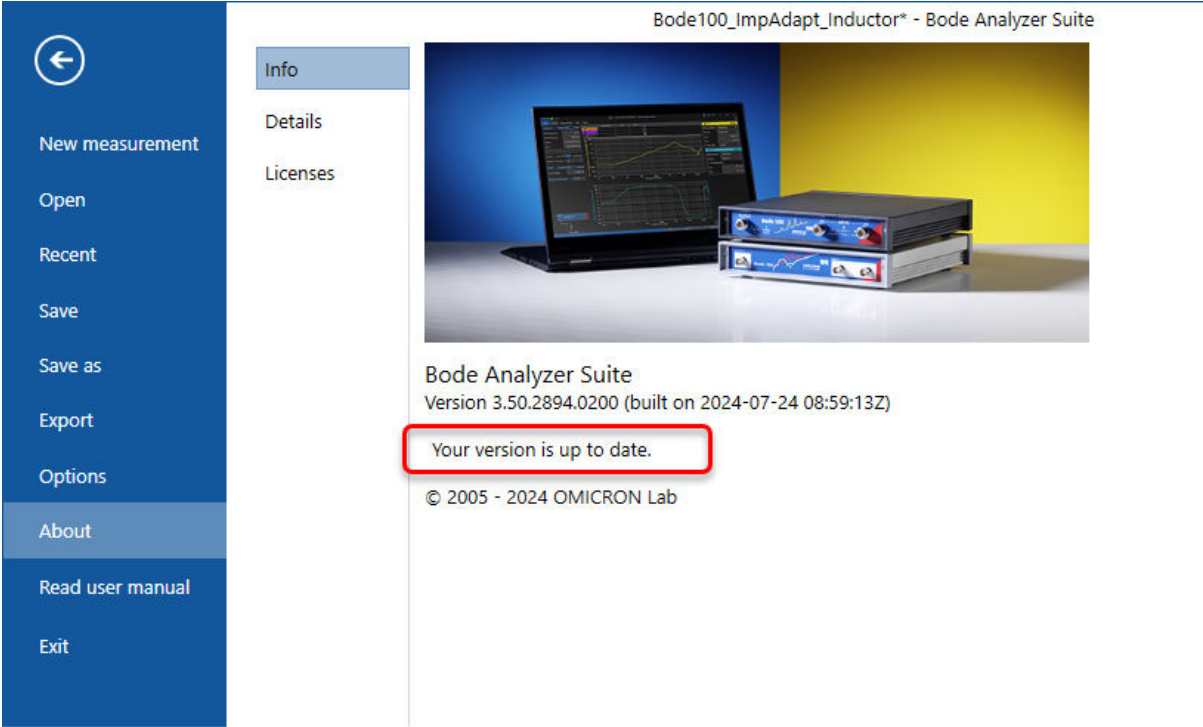 Bode100_ImpAdapt_Inductor* - Bode Analyzer Suite
New measurement
Open
Recent
Save
Save as
Export
Options
About
Read user manual
Exit
Info
Details
Licenses
Bode 100
Bode Analyzer Suite
Version 3.50.2894.0200 (built on 2024-07-24 08:59:13Z)
Your version is up to date.
© 2005 - 2024 OMICRON Lab